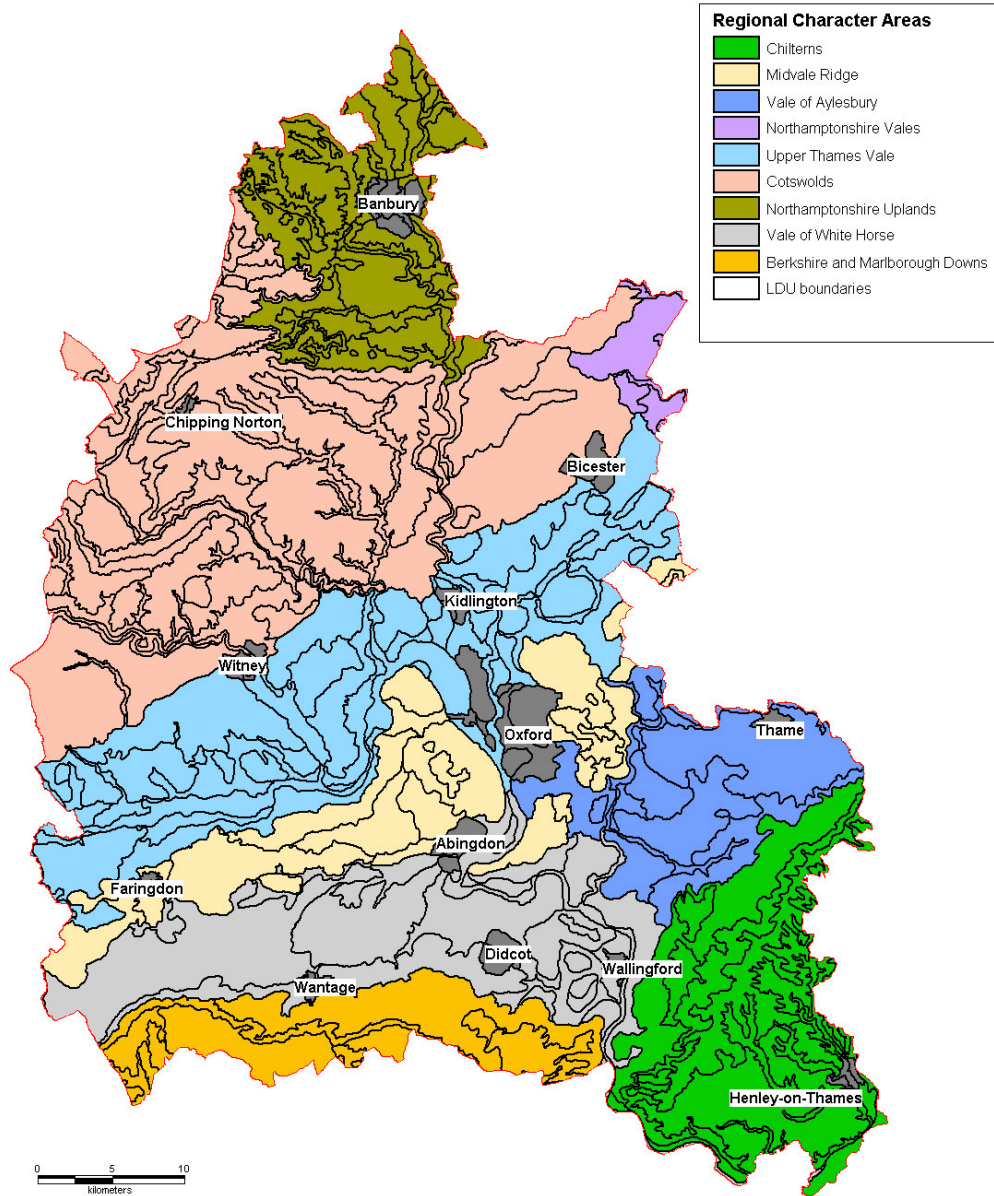 Regional Character Areas
Chilterns
Midvale Ridge
Vale of Aylesbury
Northamptonshire Vales
Upper Thames Vale
Cotswolds
Northamptonshire Uplands
Vale of White Horse
Berkshire and Marlborough Downs
LDU boundaries
Banbury
Chipping Norton
Bicester
Kidlington
Witney
Oxford
Thame
Abingdon
Faringdon
Didcot
Wallingford
Wantage
Henley-on-Thames
0 5 10
kilometers